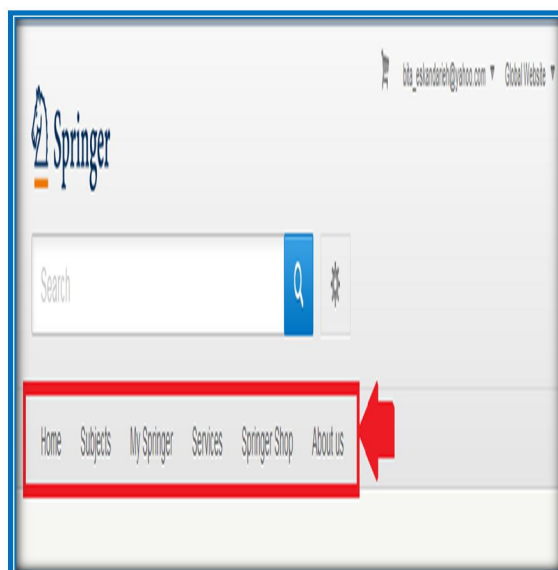 bita_eskandarieh@yahoo.com Global Website
Springer
Search
Home Subjects My Springer Services Springer Shop About us